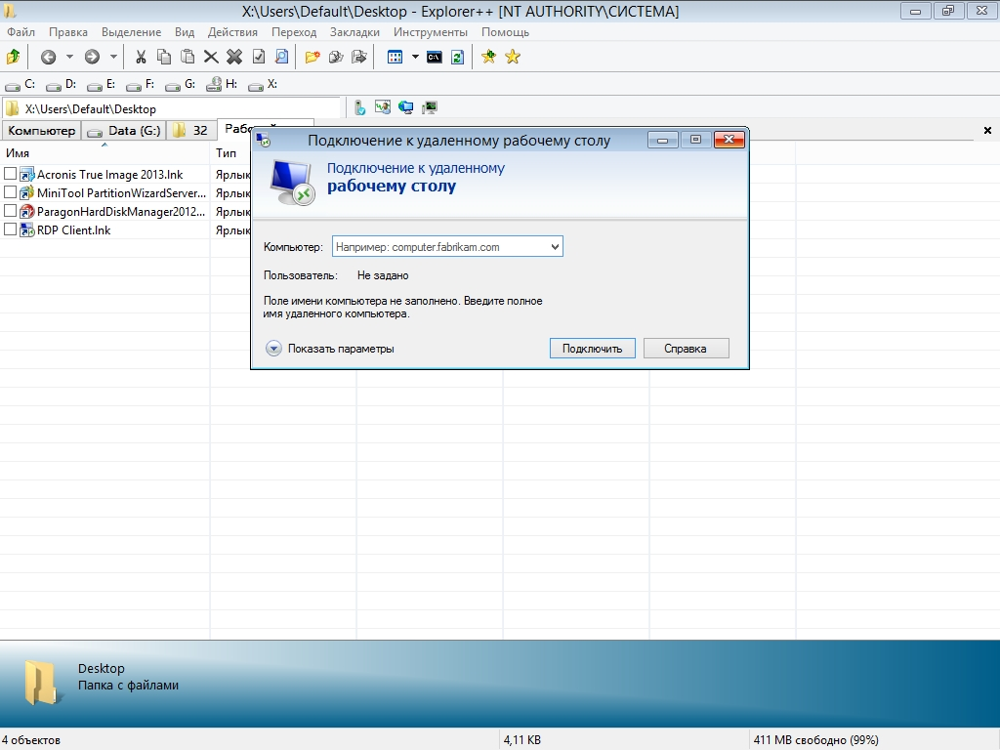 X:\Users\Default\Desktop - Explorer++ [NT AUTHORITY\СИСТЕМА]
Файл Правка Выделение Вид Действия Переход Закладки Инструменты Помощь
C: D: E: F: G: H: X:
X:\Users\Default\Desktop
Компьютер Data (G:) 32
Имя Тип
Acronis True Image 2013.lnk Ярлык
MiniTool PartitionWizardServer... Ярлык
ParagonHardDiskManager2012... Ярлык
RDP Client.lnk Ярлык
Подключение к удаленному рабочему столу
Подключение к удаленному
рабочему столу
Компьютер: Например: computer.fabrikam.com
Пользователь: Не задано
Поле имени компьютера не заполнено. Введите полное
имя удаленного компьютера.
Показать параметры Подключить Справка
Desktop
Папка с файлами
4 объектов 4,11 KB 411 MB свободно (99%)